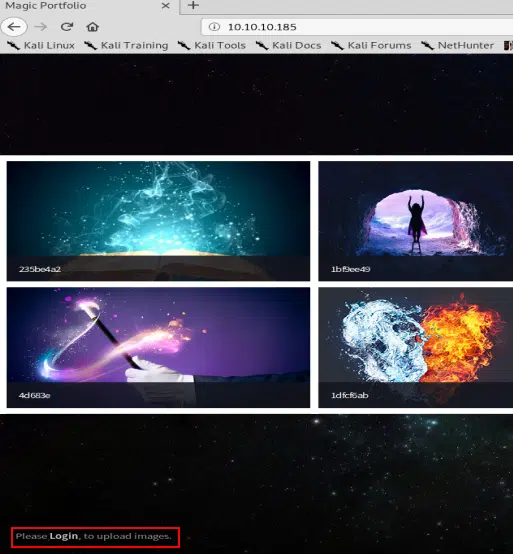 Magic Portfolio
10.10.10.185
Kali Linux Kali Training Kali Tools Kali Docs Kali Forums NetHunter
235be4a2 1bf9ee49
4d683e 1dfcf6ab
Please Login, to upload images.